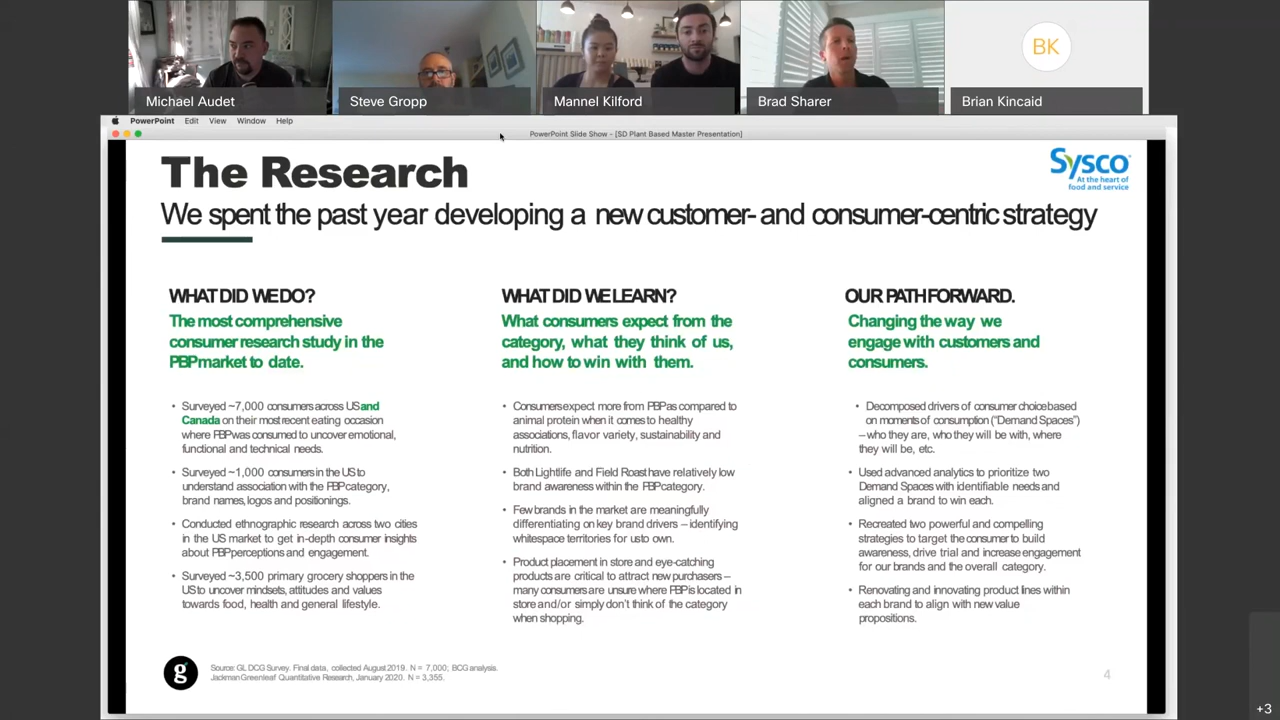 Michael Audet
Steve Gropp
Mannel Kilford
Brad Sharer
BK
Brian Kincaid
PowerPoint Edit View Window Help
PowerPoint Slide Show - [SD Plant Based Master Presentation]
The Research
Sysco
At the heart of
food and service
We spent the past year developing a new customer- and consumer-centric strategy
WHAT DID WE DO?
The most comprehensive
consumer research study in the
PBP market to date.
• Surveyed ~7,000 consumers across US and
Canada on their most recent eating occasion
where PBP was consumed to uncover emotional,
functional and technical needs.
• Surveyed ~1,000 consumers in the US to
understand association with the PBP category,
brand names, logos and positionings.
• Conducted ethnographic research across two cities
in the US market to get in-depth consumer insights
about PBP perceptions and engagement.
• Surveyed ~3,500 primary grocery shoppers in the
US to uncover mindsets, attitudes and values
towards food, health and general lifestyle.
WHAT DID WE LEARN?
What consumers expect from the
category, what they think of us,
and how to win with them.
• Consumers expect more from PBP as compared to
animal protein when it comes to healthy
associations, flavor variety, sustainability and
nutrition.
• Both Lightlife and Field Roast have relatively low
brand awareness within the PBP category.
• Few brands in the market are meaningfully
differentiating on key brand drivers – identifying
whitespace territories for us to own.
• Product placement in store and eye-catching
products are critical to attract new purchasers –
many consumers are unsure where PBP is located in
store and/or simply don't think of the category
when shopping.
OUR PATH FORWARD.
Changing the way we
engage with customers and
consumers.
• Decomposed drivers of consumer choice based
on moments of consumption ("Demand Spaces")
– who they are, who they will be with, where
they will be, etc.
• Used advanced analytics to prioritize two
Demand Spaces with identifiable needs and
aligned a brand to win each.
• Recreated two powerful and compelling
strategies to target the consumer to build
awareness, drive trial and increase engagement
for our brands and the overall category.
• Renovating and innovating product lines within
each brand to align with new value
propositions.
g
Source: GL DCG Survey. Final data, collected August 2019. N = 7,000; BCG analysis.
Jackman Greenleaf Quantitative Research, January 2020. N = 3,355.
4
+3